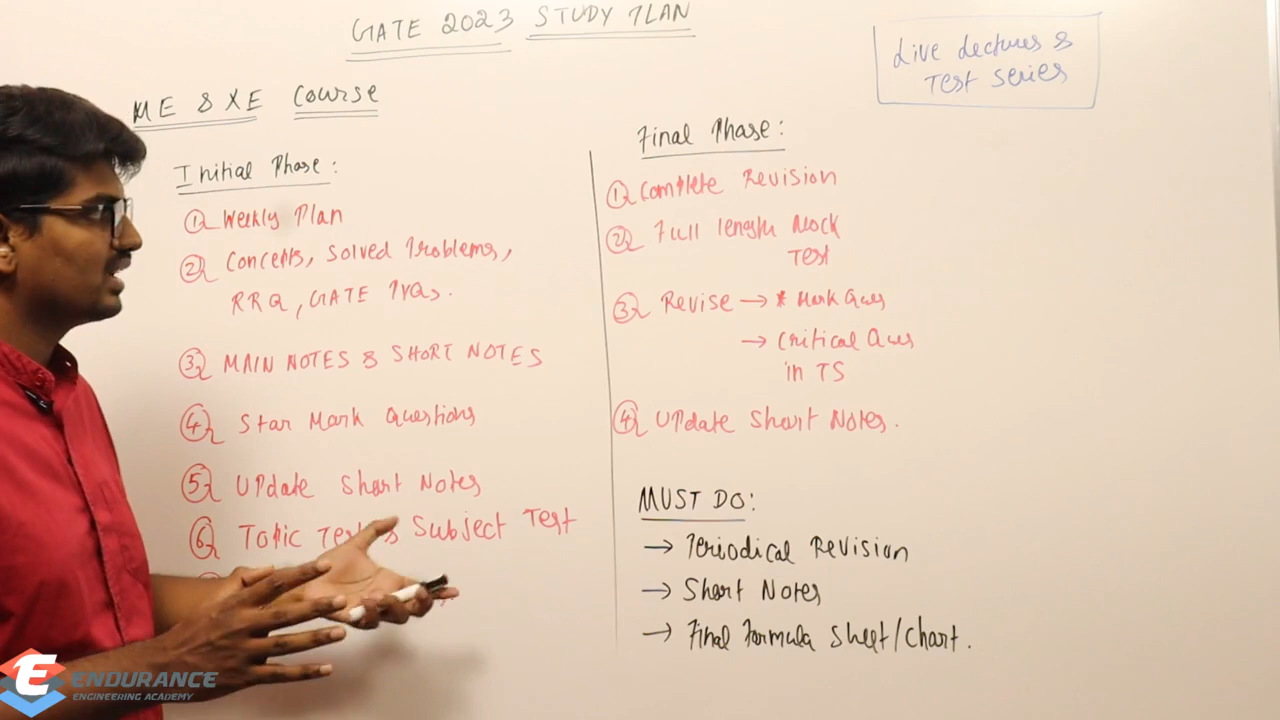 GATE 2023 STUDY PLAN
Live Lectures &
Test series
ME & XE Course
Initial Phase:
① Weekly Plan
② Concepts, Solved Problems,
RRQ, GATE PYQs.
③ MAIN NOTES & SHORT NOTES
④ Star Mark Questions
⑤ Update Short Notes
⑥ Topic Test & Subject Test
Final Phase:
① Complete Revision
② Full length Mock
Test
③ Revise → * Mark Ques
→ Critical Ques
in TS
④ Update Short Notes.
MUST DO:
→ Periodical Revision
→ Short Notes
→ Final Formula Sheet/Chart.
ENDURANCE
ENGINEERING ACADEMY